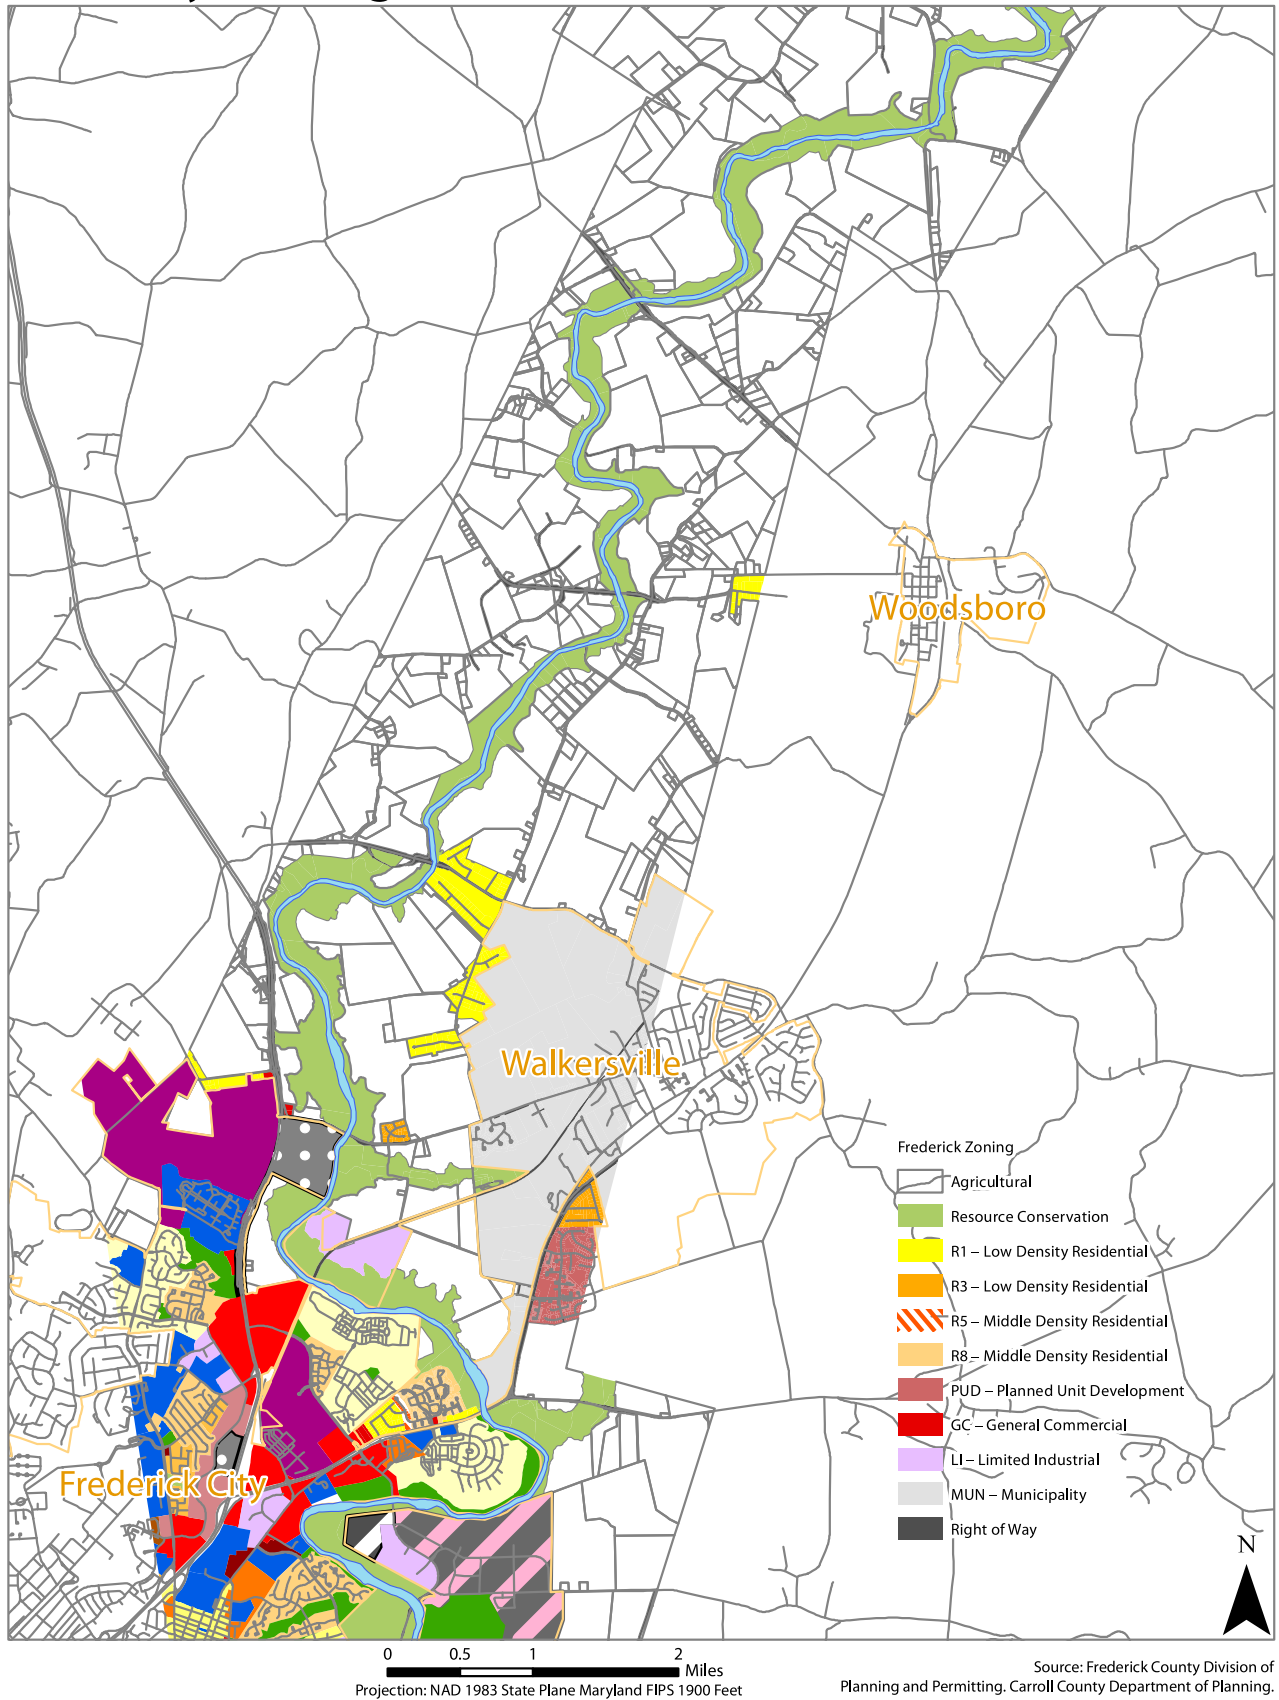 Woodsboro
Walkersville
Frederick City
Frederick Zoning
Agricultural
Resource Conservation
R1 – Low Density Residential
R3 – Low Density Residential
R5 – Middle Density Residential
R8 – Middle Density Residential
PUD – Planned Unit Development
GC – General Commercial
LI – Limited Industrial
MUN – Municipality
Right of Way
N
0 0.5 1 2
Miles
Projection: NAD 1983 State Plane Maryland FIPS 1900 Feet
Source: Frederick County Division of
Planning and Permitting. Carroll County Department of Planning.